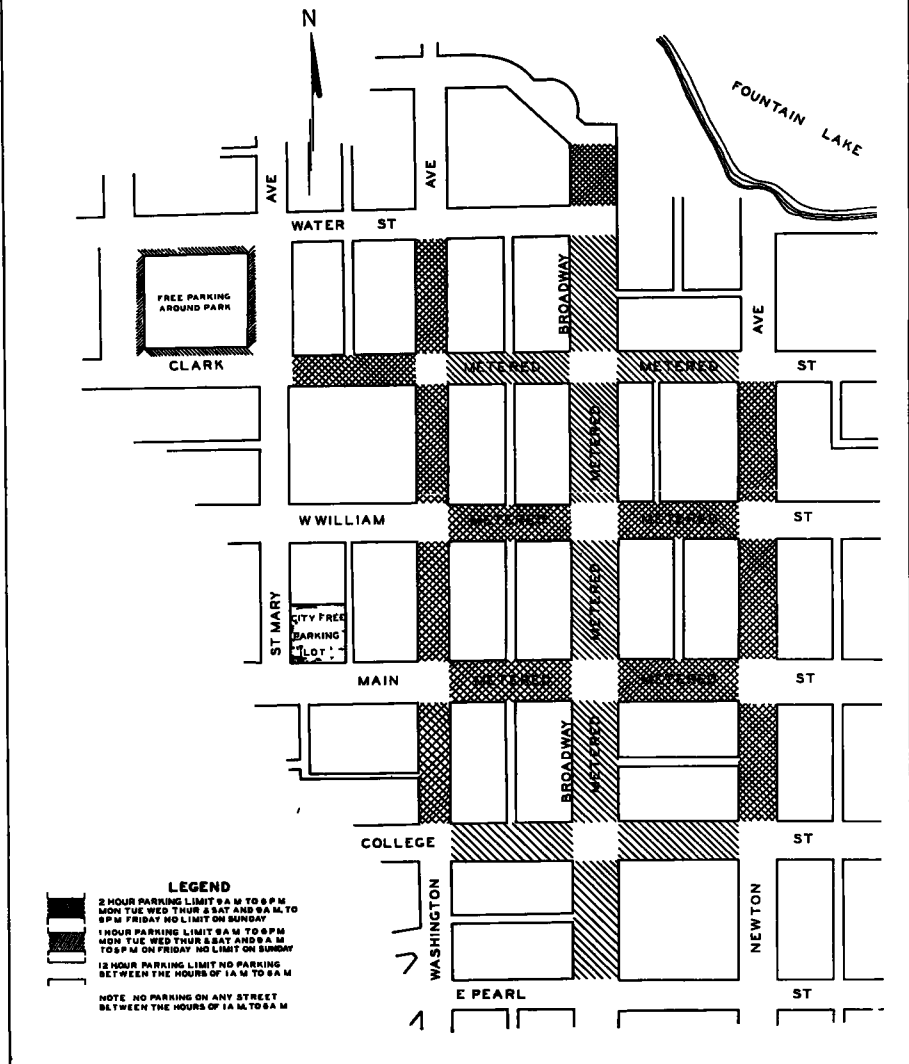 N
FOUNTAIN LAKE
AVE
AVE
WATER ST
FREE PARKING
AROUND PARK
BROADWAY
AVE
CLARK
METERED
METERED
ST
METERED
W WILLIAM
METERED
METERED
ST
METERED
ST MARY
CITY FREE
PARKING
LOT
MAIN
METERED
METERED
ST
BROADWAY
METERED
COLLEGE
ST
WASHINGTON
NEWTON
E PEARL
ST
LEGEND
2 HOUR PARKING LIMIT 9 A M TO 6 P M
MON TUE WED THUR & SAT AND 9 A M. TO
9 P M FRIDAY NO LIMIT ON SUNDAY
1 HOUR PARKING LIMIT 9 A M TO 6 P M
MON TUE WED THUR & SAT AND 9 A M
TO 9 P M ON FRIDAY NO LIMIT ON SUNDAY
12 HOUR PARKING LIMIT NO PARKING
BETWEEN THE HOURS OF 1 A M TO 6 A M
NOTE NO PARKING ON ANY STREET
BETWEEN THE HOURS OF 1 A M. TO 6 A M